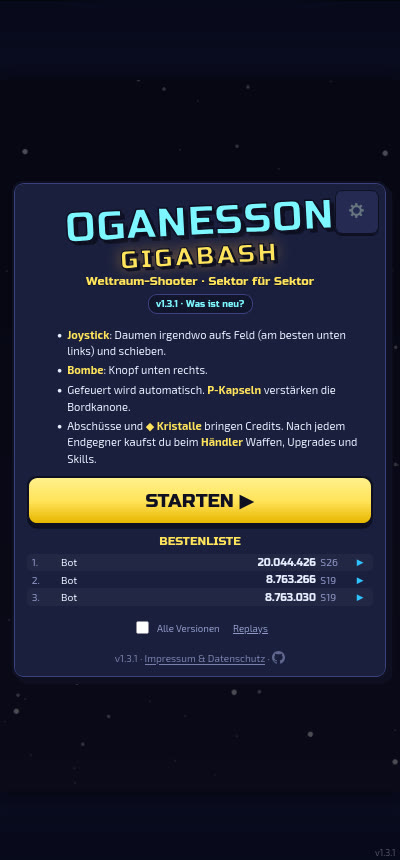 OGANESSON
GIGABASH
Weltraum-Shooter · Sektor für Sektor
v1.3.1 · Was ist neu?
• Joystick: Daumen irgendwo aufs Feld (am besten unten
links) und schieben.
• Bombe: Knopf unten rechts.
• Gefeuert wird automatisch. P-Kapseln verstärken die
Bordkanone.
• Abschüsse und ◆ Kristalle bringen Credits. Nach jedem
Endgegner kaufst du beim Händler Waffen, Upgrades und
Skills.
STARTEN ▶
BESTENLISTE
1. Bot 20.044.426 S26 ▶
2. Bot 8.763.266 S19 ▶
3. Bot 8.763.030 S19 ▶
Alle Versionen Replays
v1.3.1 · Impressum & Datenschutz ·
v1.3.1